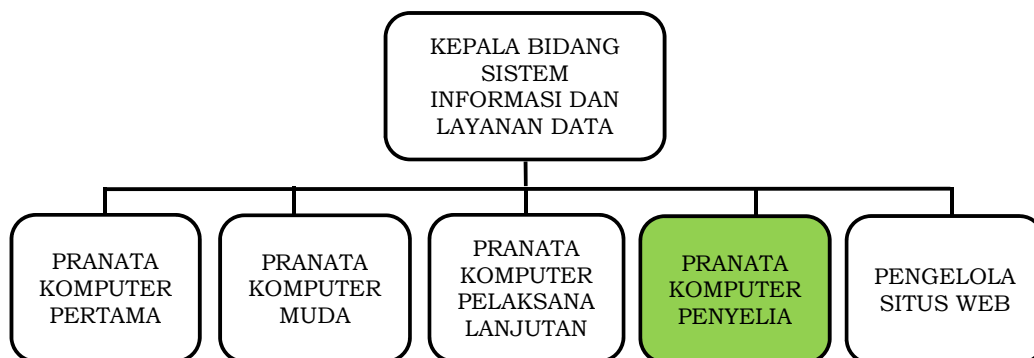 KEPALA BIDANG
SISTEM
INFORMASI DAN
LAYANAN DATA
PRANATA
KOMPUTER
PERTAMA
PRANATA
KOMPUTER
MUDA
PRANATA
KOMPUTER
PELAKSANA
LANJUTAN
PRANATA
KOMPUTER
PENYELIA
PENGELOLA
SITUS WEB